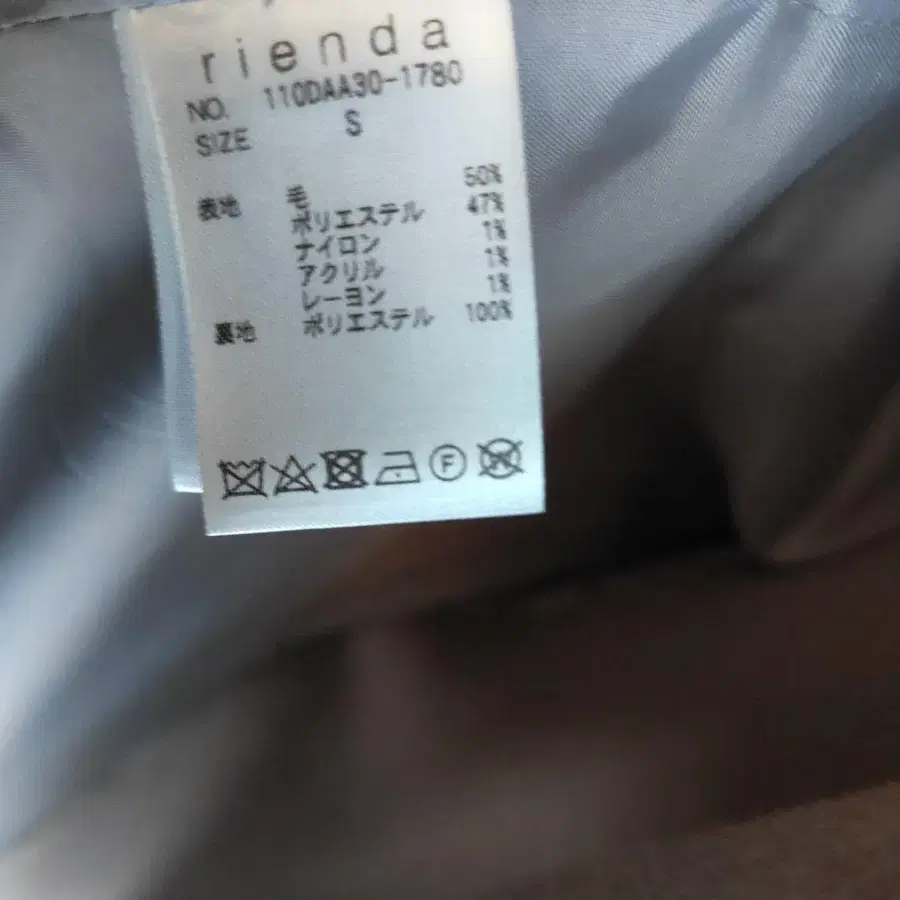 rienda
NO. 110DAA30-1780
SIZE S
表地 毛 50%
ポリエステル 47%
ナイロン 1%
アクリル 1%
レーヨン 1%
裏地 ポリエステル 100%
F